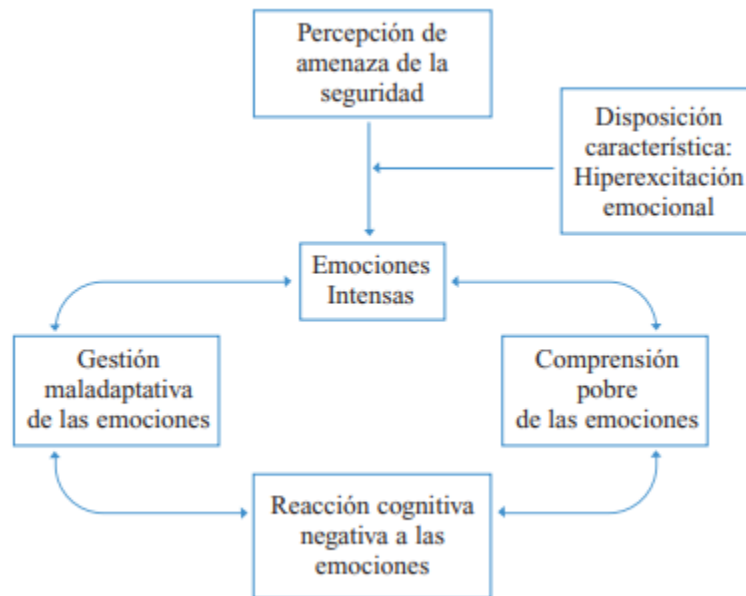 Percepción de
amenaza de la
seguridad
Disposición
característica:
Hiperexcitación
emocional
Emociones
Intensas
Gestión
maladaptativa
de las emociones
Comprensión
pobre
de las emociones
Reacción cognitiva
negativa a las
emociones